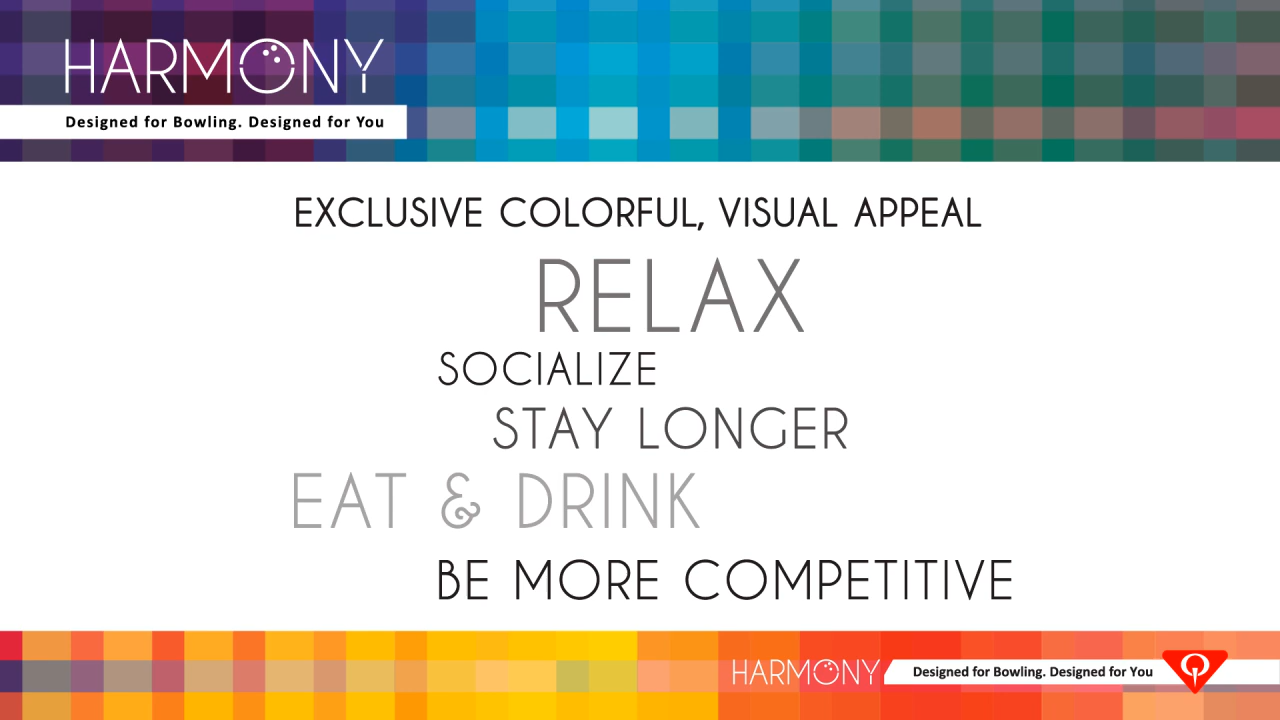 HARMONY
Designed for Bowling. Designed for You
EXCLUSIVE COLORFUL, VISUAL APPEAL
RELAX
SOCIALIZE
STAY LONGER
EAT & DRINK
BE MORE COMPETITIVE
HARMONY Designed for Bowling. Designed for You